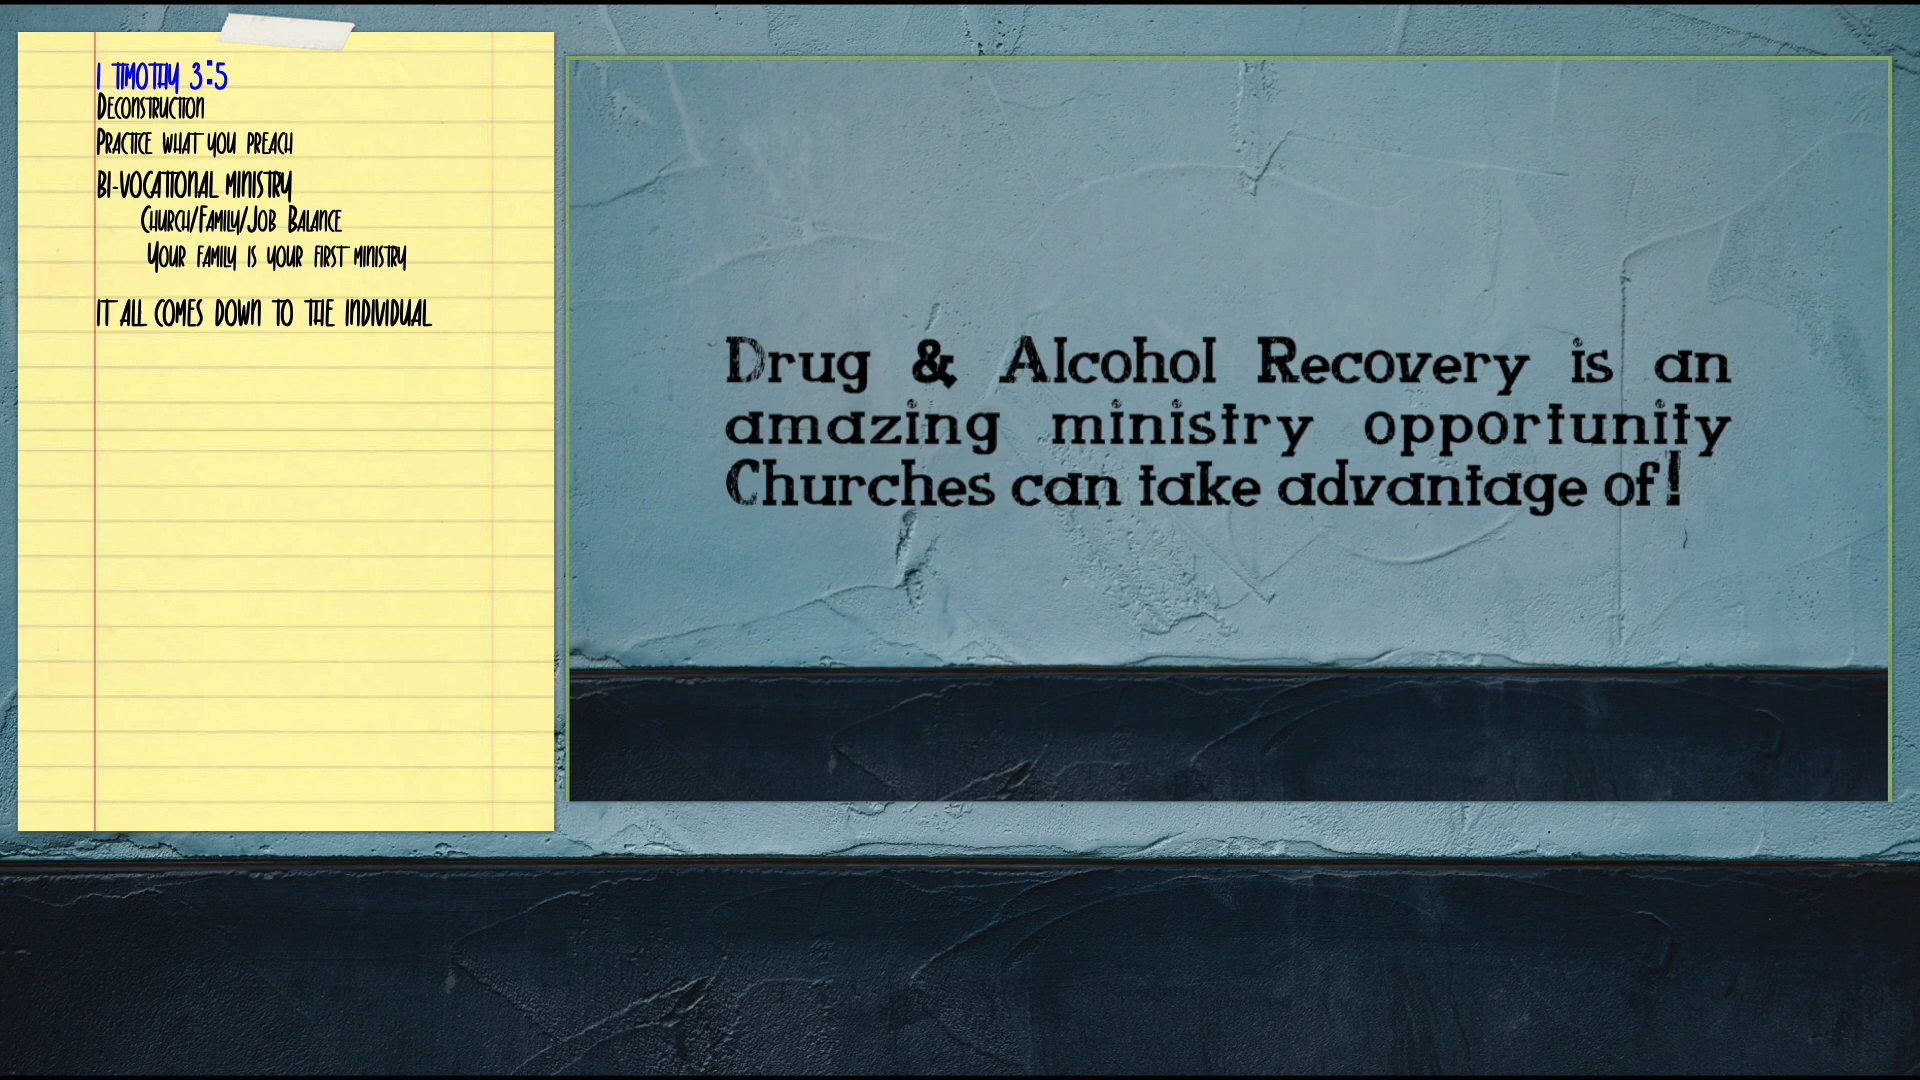 1 Timothy 3:5
Deconstruction
Practice what you preach
Bi-vocational ministry
Church/Family/Job Balance
Your family is your first ministry
It all comes down to the individual
Drug & Alcohol Recovery is an
amazing ministry opportunity
Churches can take advantage of!